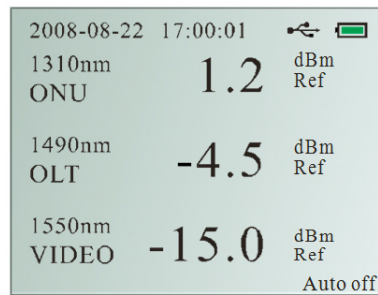 2008-08-22 17:00:01
1310nm
ONU
1.2
dBm
Ref
1490nm
OLT
-4.5
dBm
Ref
1550nm
VIDEO
-15.0
dBm
Ref
Auto off